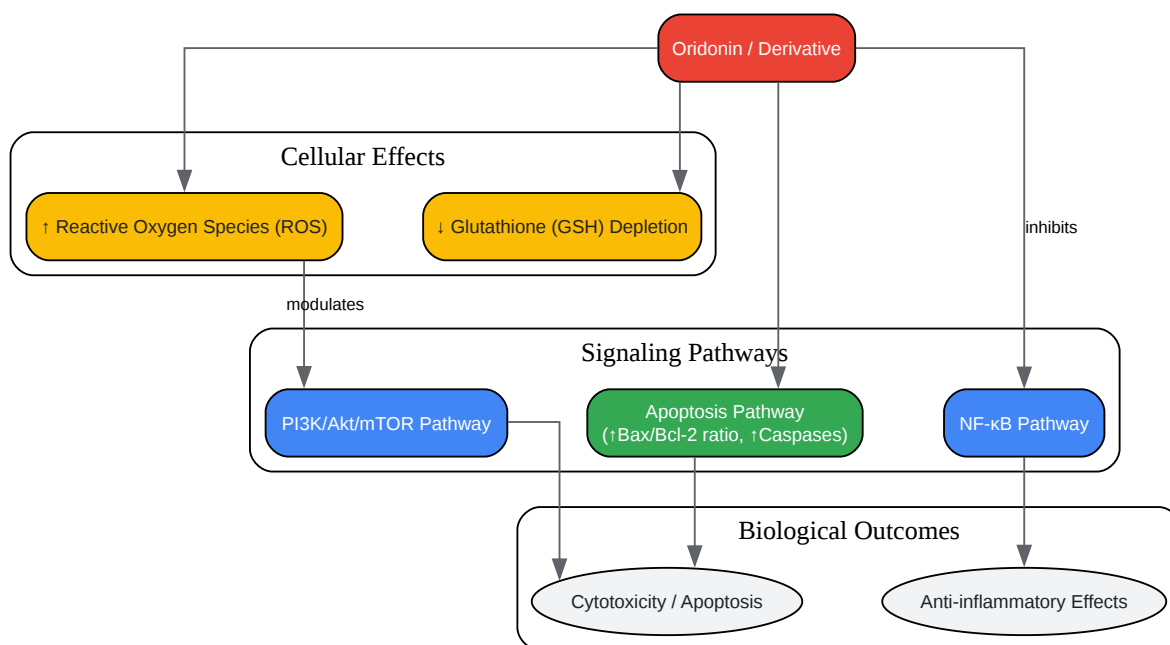 Oridonin / Derivative
Cellular Effects
↑ Reactive Oxygen Species (ROS)
↓ Glutathione (GSH) Depletion
inhibits
modulates
Signaling Pathways
PI3K/Akt/mTOR Pathway
Apoptosis Pathway
(↑Bax/Bcl-2 ratio, ↑Caspases)
NF-κB Pathway
Biological Outcomes
Cytotoxicity / Apoptosis
Anti-inflammatory Effects